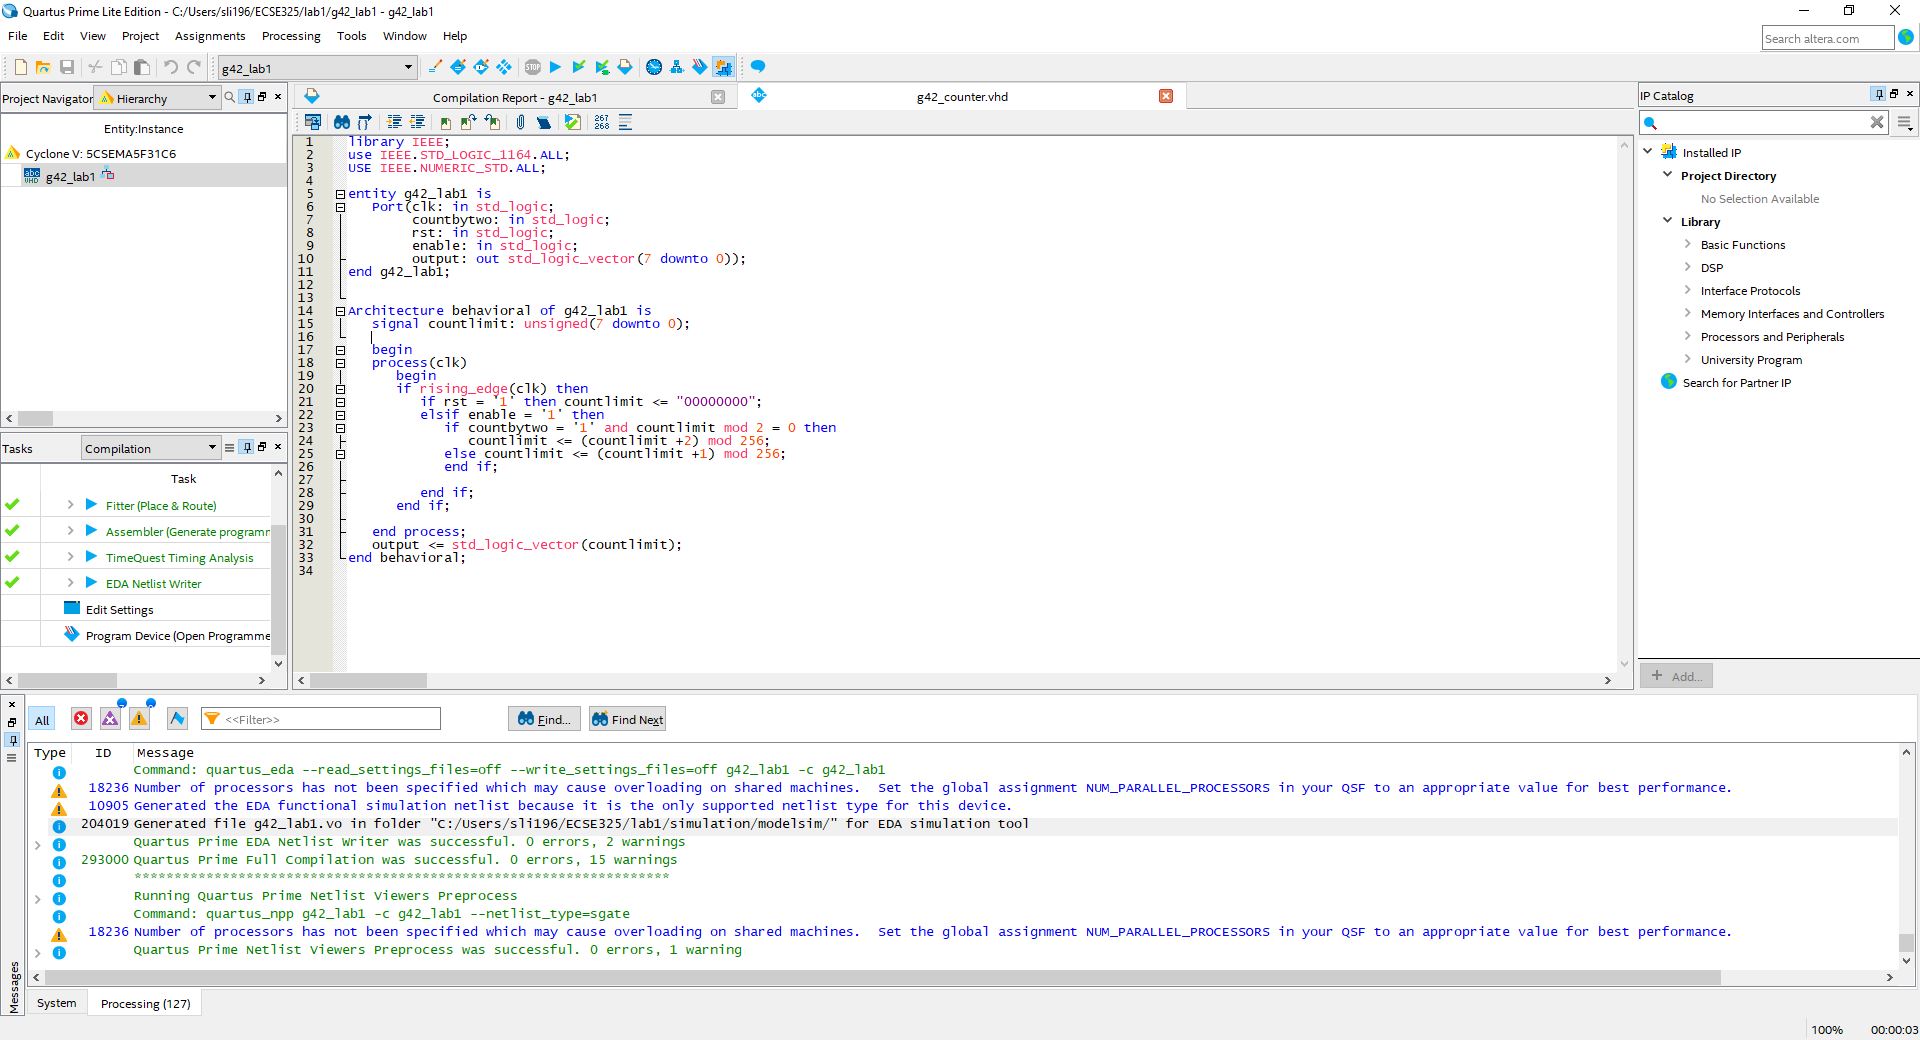 Quartus Prime Lite Edition - C:/Users/sli196/ECSE325/lab1/g42_lab1 - g42_lab1
File Edit View Project Assignments Processing Tools Window Help
Search altera.com
g42_lab1
Project Navigator Hierarchy
Entity:Instance
Cyclone V: 5CSEMA5F31C6
g42_lab1
Tasks Compilation
Task
Fitter (Place & Route)
Assembler (Generate programm
TimeQuest Timing Analysis
EDA Netlist Writer
Edit Settings
Program Device (Open Programme
Compilation Report - g42_lab1
g42_counter.vhd
267
268
1 library IEEE;
2 use IEEE.STD_LOGIC_1164.ALL;
3 USE IEEE.NUMERIC_STD.ALL;
4
5 entity g42_lab1 is
6 Port(clk: in std_logic;
7 countbytwo: in std_logic;
8 rst: in std_logic;
9 enable: in std_logic;
10 output: out std_logic_vector(7 downto 0));
11 end g42_lab1;
12
13
14 Architecture behavioral of g42_lab1 is
15 signal countlimit: unsigned(7 downto 0);
16
17 begin
18 process(clk)
19 begin
20 if rising_edge(clk) then
21 if rst = '1' then countlimit <= "00000000";
22 elsif enable = '1' then
23 if countbytwo = '1' and countlimit mod 2 = 0 then
24 countlimit <= (countlimit +2) mod 256;
25 else countlimit <= (countlimit +1) mod 256;
26 end if;
27
28 end if;
29 end if;
30
31 end process;
32 output <= std_logic_vector(countlimit);
33 end behavioral;
34
IP Catalog
Installed IP
Project Directory
No Selection Available
Library
Basic Functions
DSP
Interface Protocols
Memory Interfaces and Controllers
Processors and Peripherals
University Program
Search for Partner IP
+ Add...
All <<Filter>> Find... Find Next
Type ID Message
Command: quartus_eda --read_settings_files=off --write_settings_files=off g42_lab1 -c g42_lab1
18236 Number of processors has not been specified which may cause overloading on shared machines. Set the global assignment NUM_PARALLEL_PROCESSORS in your QSF to an appropriate value for best performance.
10905 Generated the EDA functional simulation netlist because it is the only supported netlist type for this device.
204019 Generated file g42_lab1.vo in folder "C:/Users/sli196/ECSE325/lab1/simulation/modelsim/" for EDA simulation tool
Quartus Prime EDA Netlist Writer was successful. 0 errors, 2 warnings
293000 Quartus Prime Full Compilation was successful. 0 errors, 15 warnings
*******************************************************************
Running Quartus Prime Netlist Viewers Preprocess
Command: quartus_npp g42_lab1 -c g42_lab1 --netlist_type=sgate
18236 Number of processors has not been specified which may cause overloading on shared machines. Set the global assignment NUM_PARALLEL_PROCESSORS in your QSF to an appropriate value for best performance.
Quartus Prime Netlist Viewers Preprocess was successful. 0 errors, 1 warning
Messages
System Processing (127)
100% 00:00:03